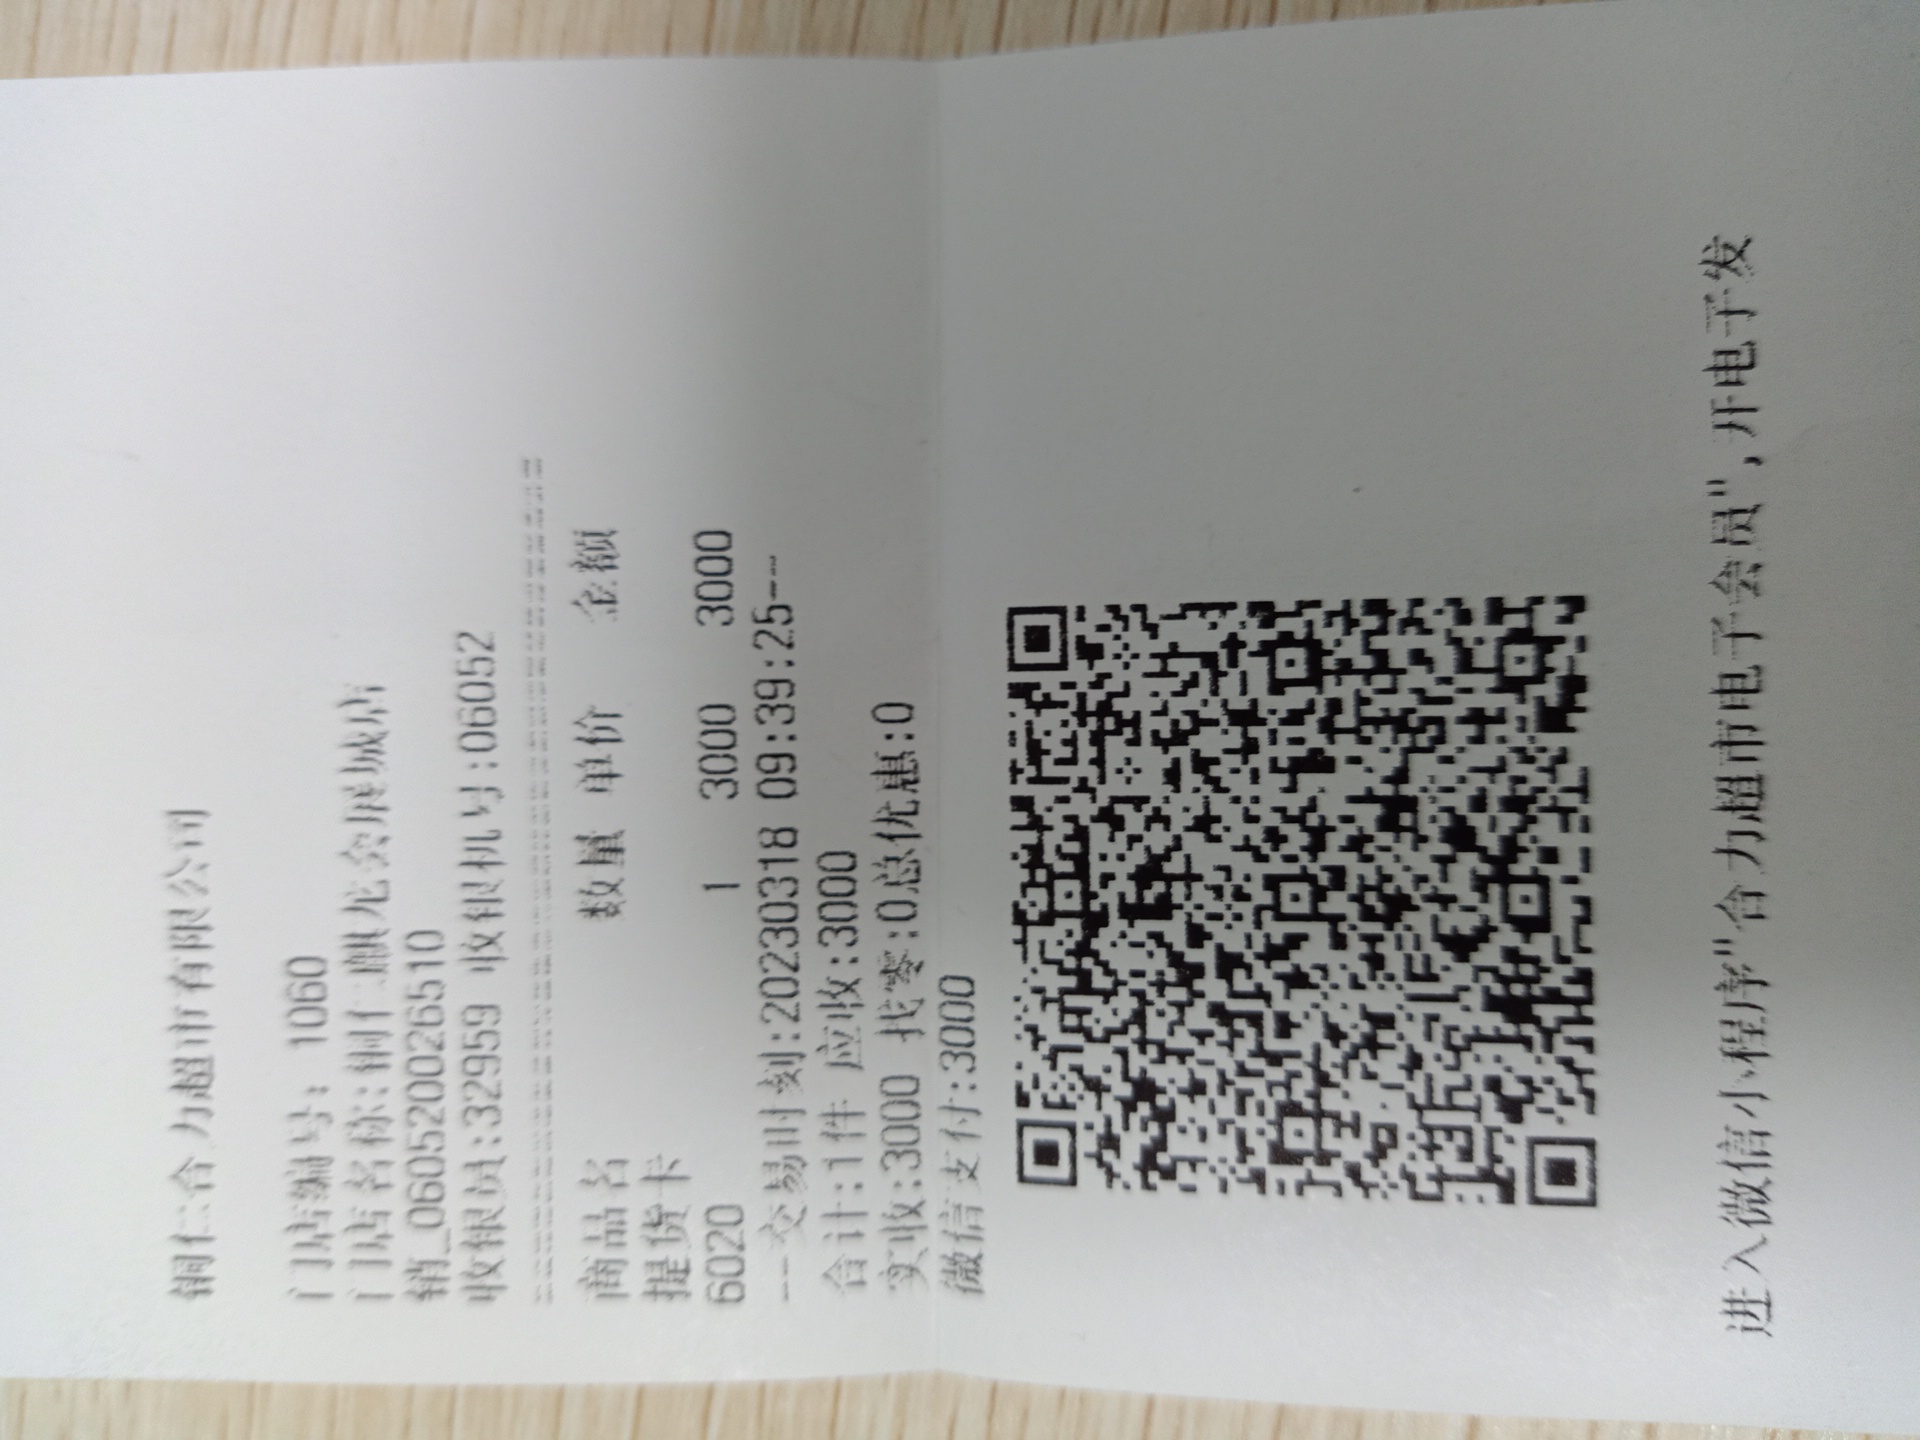 铜仁合力超市有限公司
门店编号: 1060
门店名称:铜仁麒龙会展城店
销_060520026510
收银员:32959 收银机号:06052
商品名 数量 单价 金额
提货卡
6020 1 3000 3000
--交易时刻:20230318 09:39:25--
合计:1件 应收:3000
实收:3000 找零:0总优惠:0
微信支付:3000
进入微信小程序"合力超市电子会员",开电子发